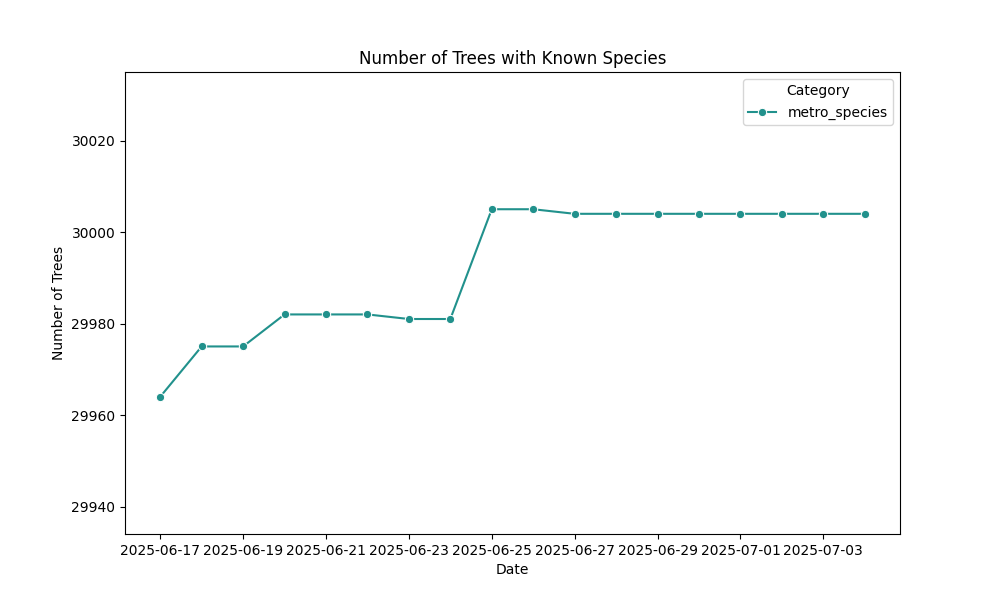 Number of Trees with Known Species
Category
metro_species
30020
30000
29980
29960
29940
Number of Trees
2025-06-17 2025-06-19 2025-06-21 2025-06-23 2025-06-25 2025-06-27 2025-06-29 2025-07-01 2025-07-03
Date